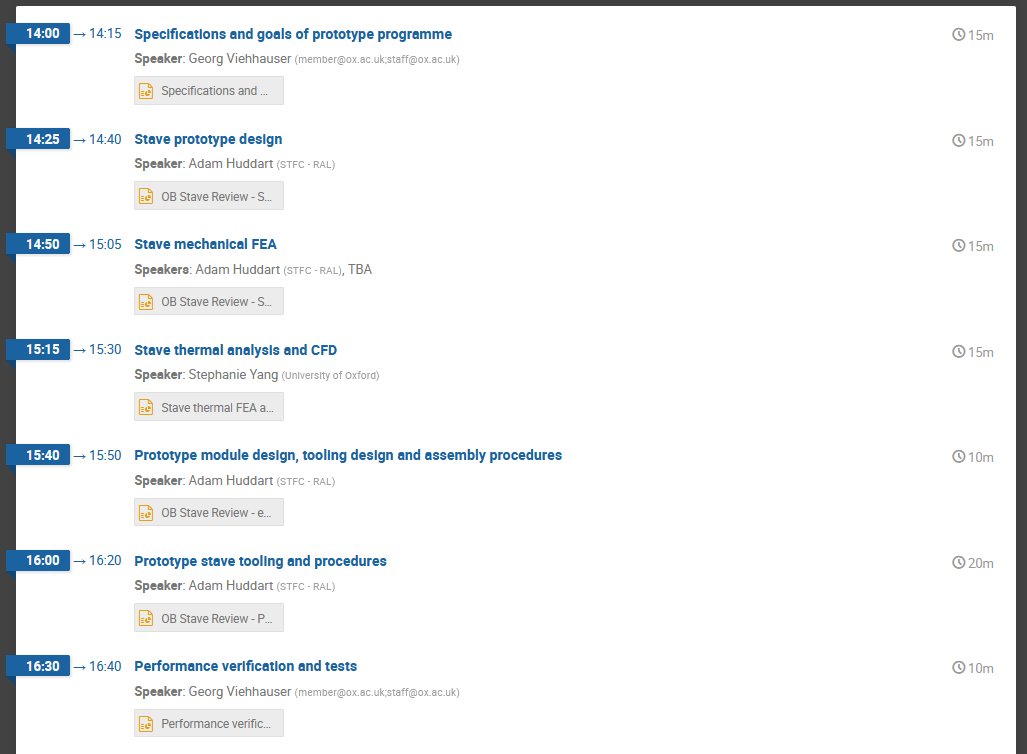 14:00 → 14:15 Specifications and goals of prototype programme 15m
Speaker: Georg Viehhauser (member@ox.ac.uk;staff@ox.ac.uk)
Specifications and ...
14:25 → 14:40 Stave prototype design 15m
Speaker: Adam Huddart (STFC - RAL)
OB Stave Review - S...
14:50 → 15:05 Stave mechanical FEA 15m
Speakers: Adam Huddart (STFC - RAL), TBA
OB Stave Review - S...
15:15 → 15:30 Stave thermal analysis and CFD 15m
Speaker: Stephanie Yang (University of Oxford)
Stave thermal FEA a...
15:40 → 15:50 Prototype module design, tooling design and assembly procedures 10m
Speaker: Adam Huddart (STFC - RAL)
OB Stave Review - e...
16:00 → 16:20 Prototype stave tooling and procedures 20m
Speaker: Adam Huddart (STFC - RAL)
OB Stave Review - P...
16:30 → 16:40 Performance verification and tests 10m
Speaker: Georg Viehhauser (member@ox.ac.uk;staff@ox.ac.uk)
Performance verific...